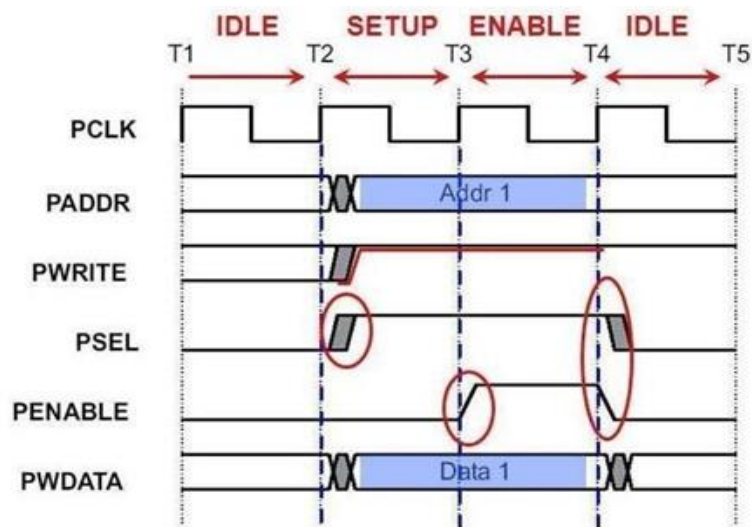 IDLE SETUP ENABLE IDLE
T1 T2 T3 T4 T5
PCLK
PADDR Addr 1
PWRITE
PSEL
PENABLE
PWDATA Data 1